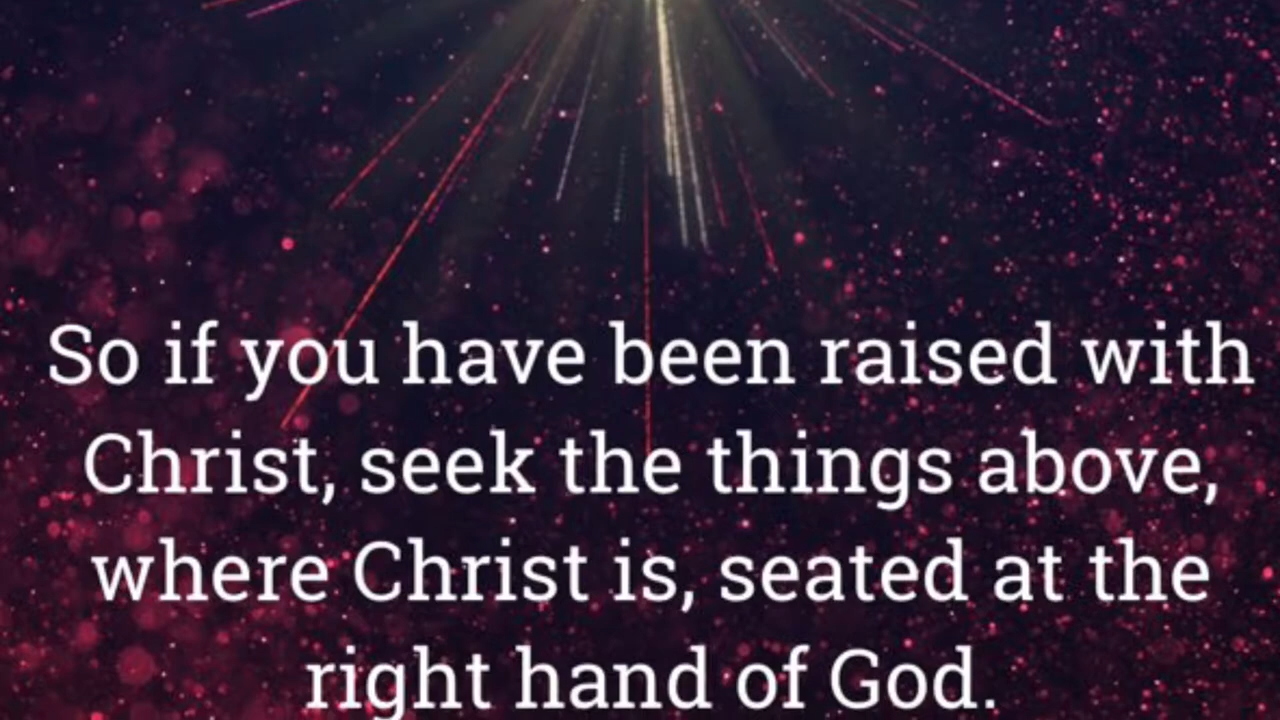 So if you have been raised with
Christ, seek the things above,
where Christ is, seated at the
right hand of God.